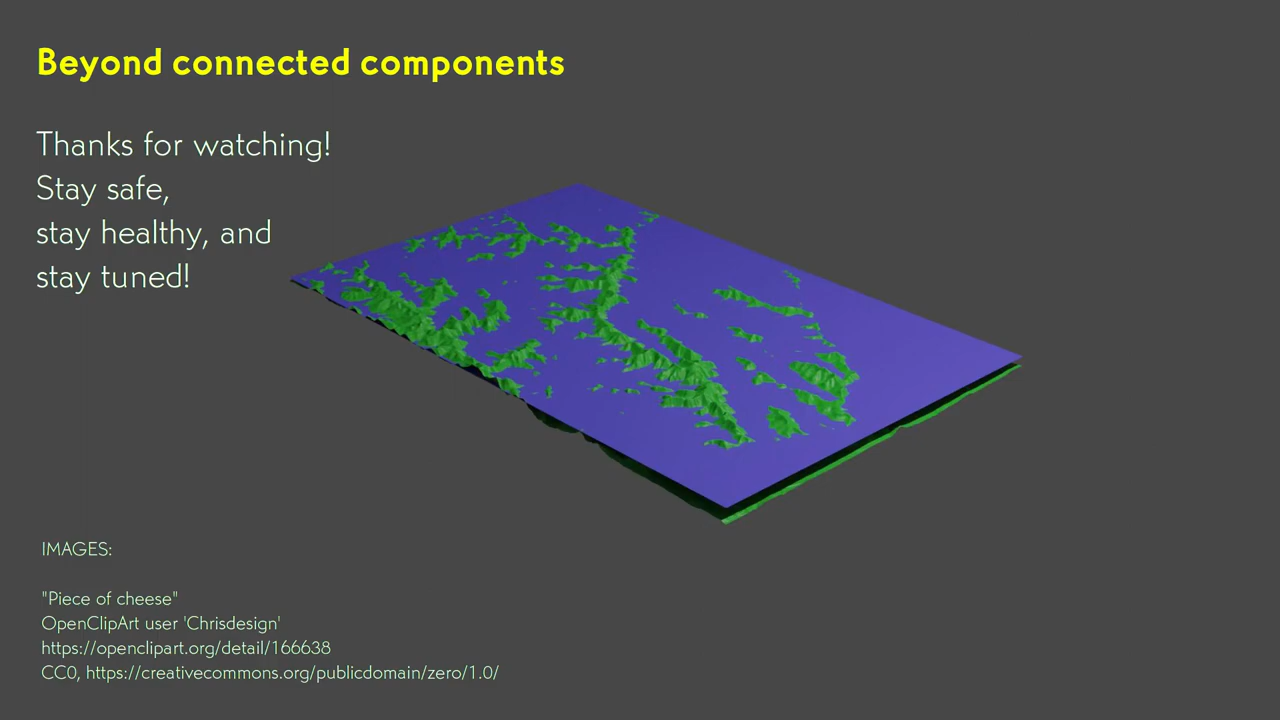 Beyond connected components
Thanks for watching!
Stay safe,
stay healthy, and
stay tuned!
IMAGES:
"Piece of cheese"
OpenClipArt user 'Chrisdesign'
https://openclipart.org/detail/166638
CC0, https://creativecommons.org/publicdomain/zero/1.0/